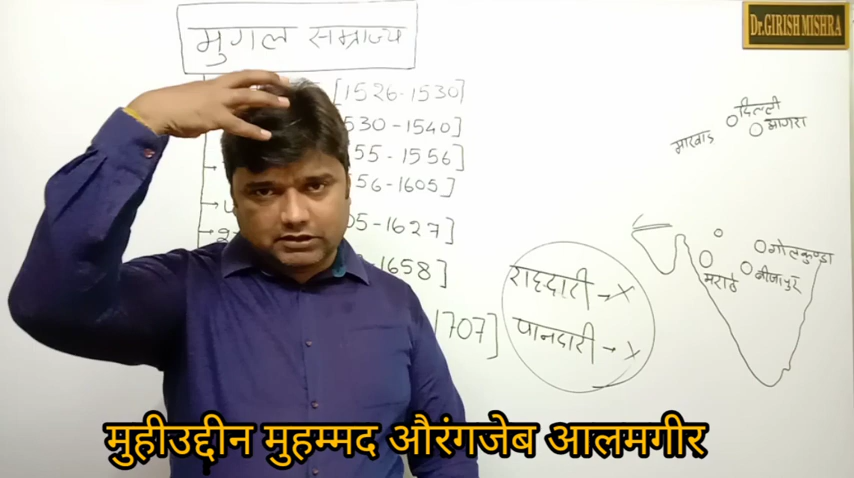 मुगल सम्राज्य
Dr.GIRISH MISHRA
[1526-1530]
530-1540]
55-1556]
56-1605]
05-1627]
-1658]
1707]
दिल्ली
आगरा
मारवाड
गोलकुण्डा
बीजापुर
मराठे
राहदारी → X
पानदारी → X
मुहीउद्दीन मुहम्मद औरंगजेब आलमगीर